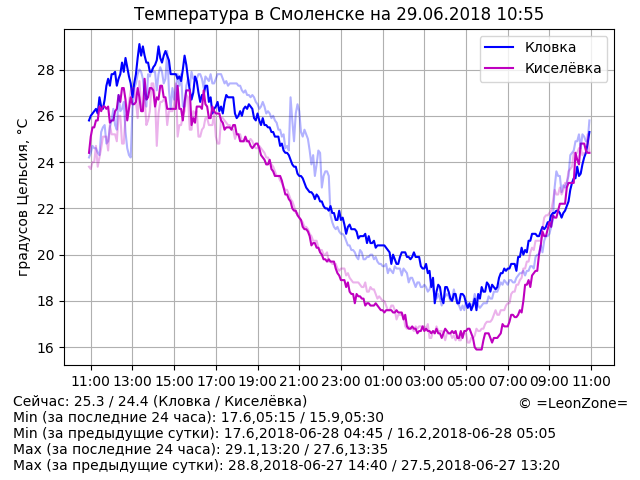 Температура в Смоленске на 29.06.2018 10:55
Кловка
Киселёвка
градусов Цельсия, °C
28
26
24
22
20
18
16
11:00 13:00 15:00 17:00 19:00 21:00 23:00 01:00 03:00 05:00 07:00 09:00 11:00
Сейчас: 25.3 / 24.4 (Кловка / Киселёвка)
© =LeonZone=
Min (за последние 24 часа): 17.6,05:15 / 15.9,05:30
Min (за предыдущие сутки): 17.6,2018-06-28 04:45 / 16.2,2018-06-28 05:05
Max (за последние 24 часа): 29.1,13:20 / 27.6,13:35
Max (за предыдущие сутки): 28.8,2018-06-27 14:40 / 27.5,2018-06-27 13:20